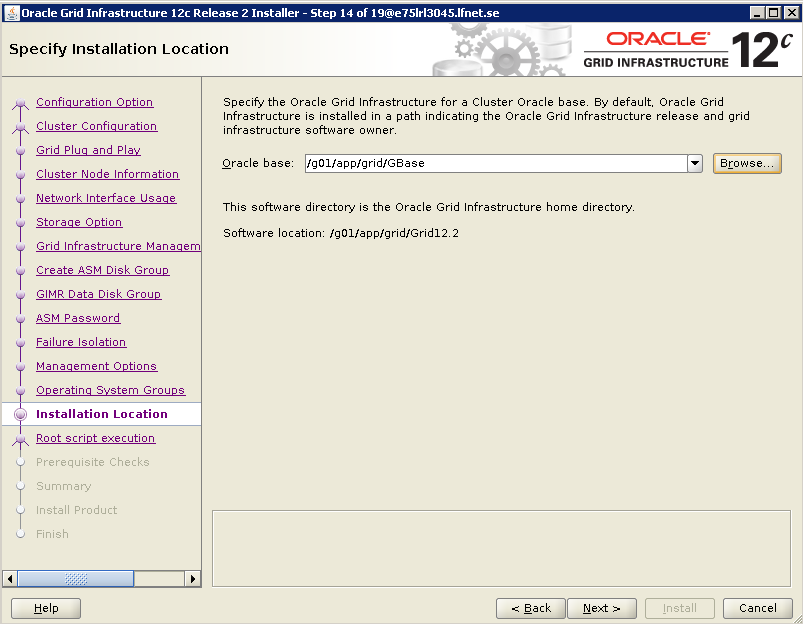 Oracle Grid Infrastructure 12c Release 2 Installer - Step 14 of 19@e75lrl3045.lfnet.se
Specify Installation Location
ORACLE
GRID INFRASTRUCTURE
12c
Configuration Option
Cluster Configuration
Grid Plug and Play
Cluster Node Information
Network Interface Usage
Storage Option
Grid Infrastructure Managem
Create ASM Disk Group
GIMR Data Disk Group
ASM Password
Failure Isolation
Management Options
Operating System Groups
Installation Location
Root script execution
Prerequisite Checks
Summary
Install Product
Finish
Specify the Oracle Grid Infrastructure for a Cluster Oracle base. By default, Oracle Grid
Infrastructure is installed in a path indicating the Oracle Grid Infrastructure release and grid
infrastructure software owner.
Oracle base: /g01/app/grid/GBase Browse...
This software directory is the Oracle Grid Infrastructure home directory.
Software location: /g01/app/grid/Grid12.2
Help < Back Next > Install Cancel